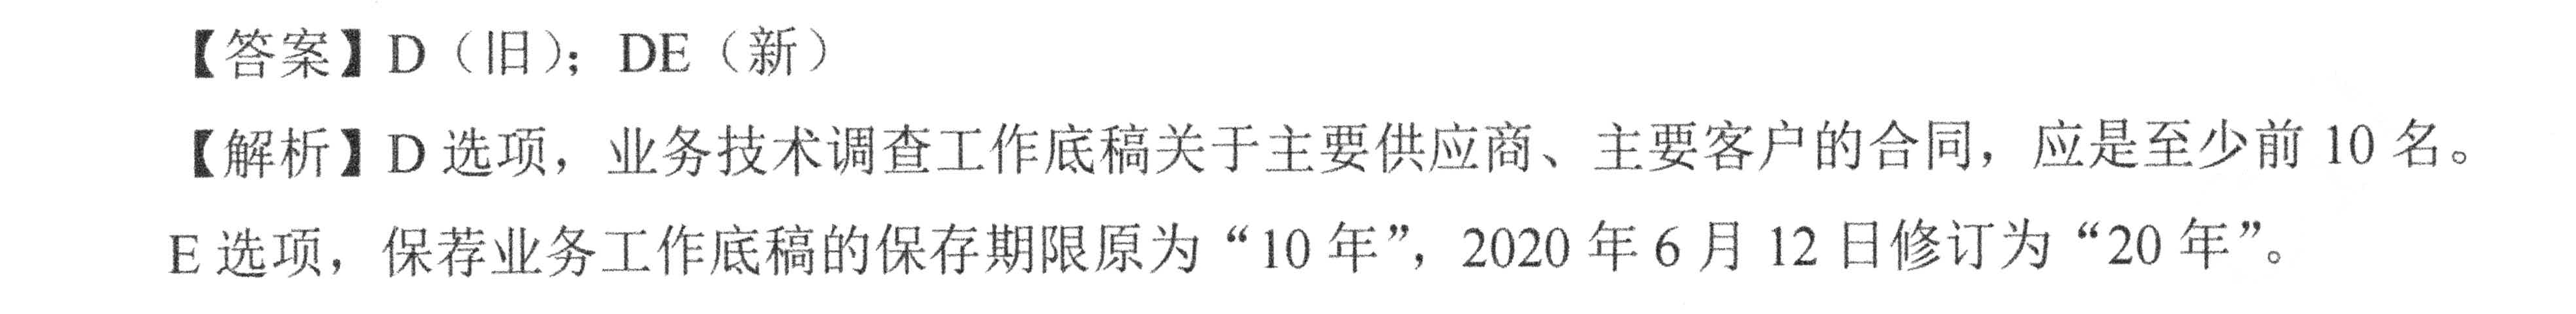 【答案】D（旧）；DE（新）
【解析】D 选项，业务技术调查工作底稿关于主要供应商、主要客户的合同，应是至少前 10 名。
E 选项，保荐业务工作底稿的保存期限原为“10 年”，2020 年 6 月 12 日修订为“20 年”。